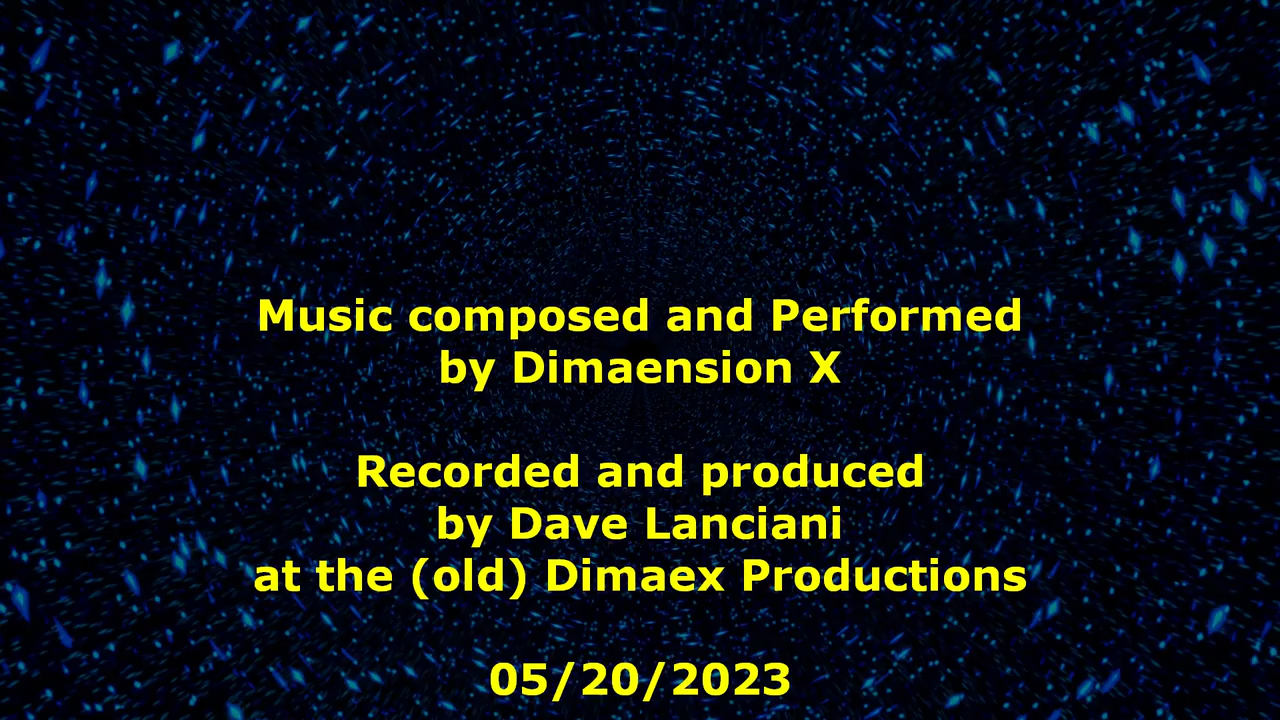 Music composed and Performed
by Dimaension X
Recorded and produced
by Dave Lanciani
at the (old) Dimaex Productions
05/20/2023